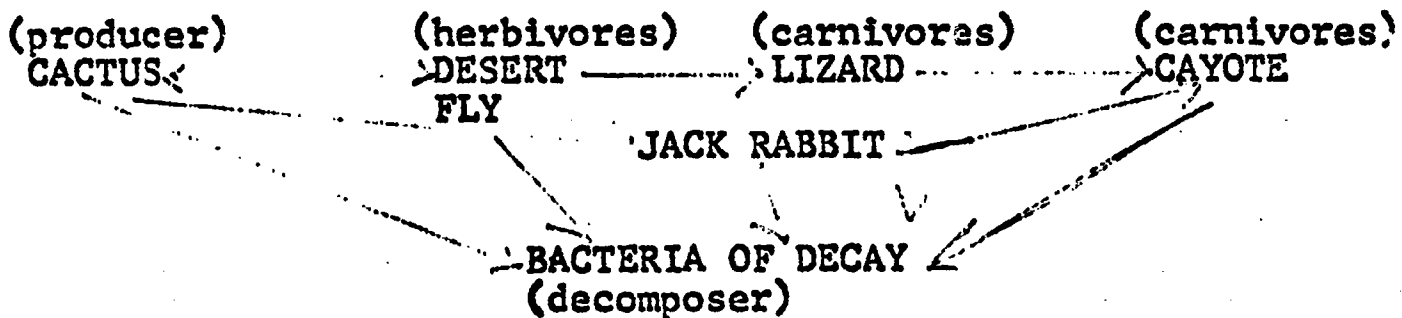 (producer) (herbivores) (carnivores) (carnivores)
CACTUS DESERT LIZARD CAYOTE
FLY
JACK RABBIT
BACTERIA OF DECAY
(decomposer)